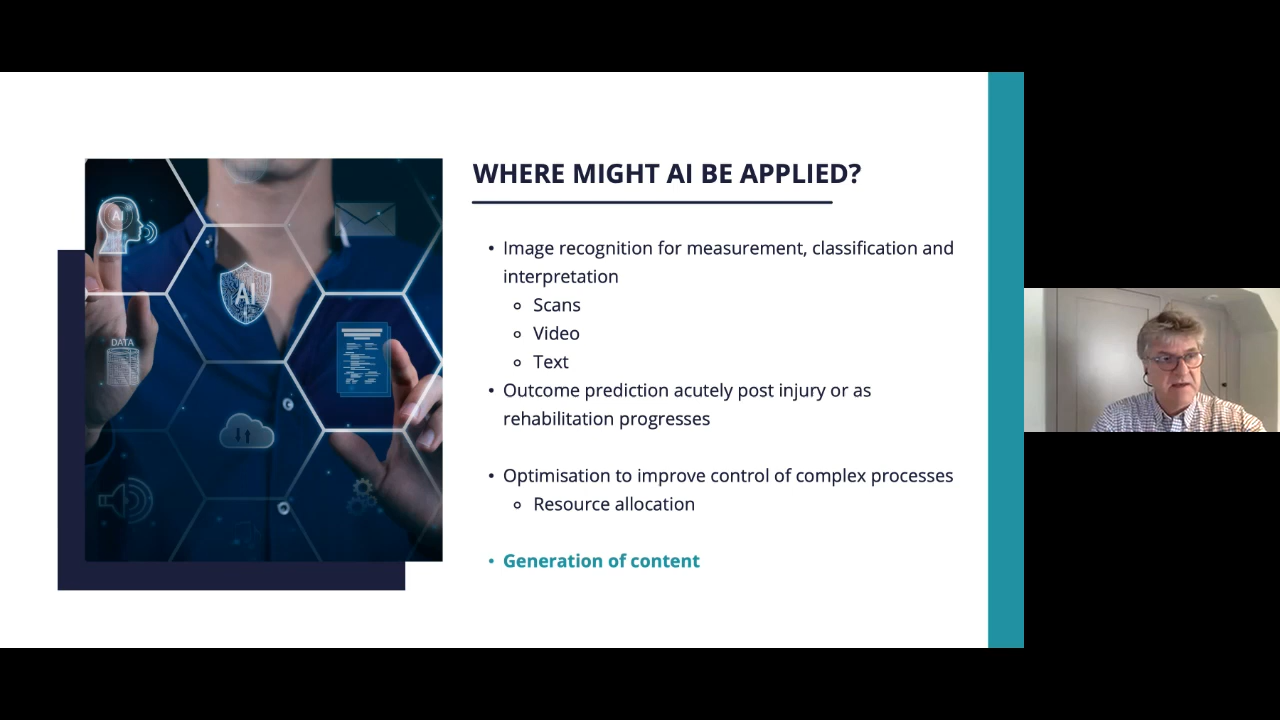 WHERE MIGHT AI BE APPLIED?
• Image recognition for measurement, classification and
interpretation
○ Scans
○ Video
○ Text
• Outcome prediction acutely post injury or as
rehabilitation progresses
• Optimisation to improve control of complex processes
○ Resource allocation
• Generation of content
AI
AI
DATA